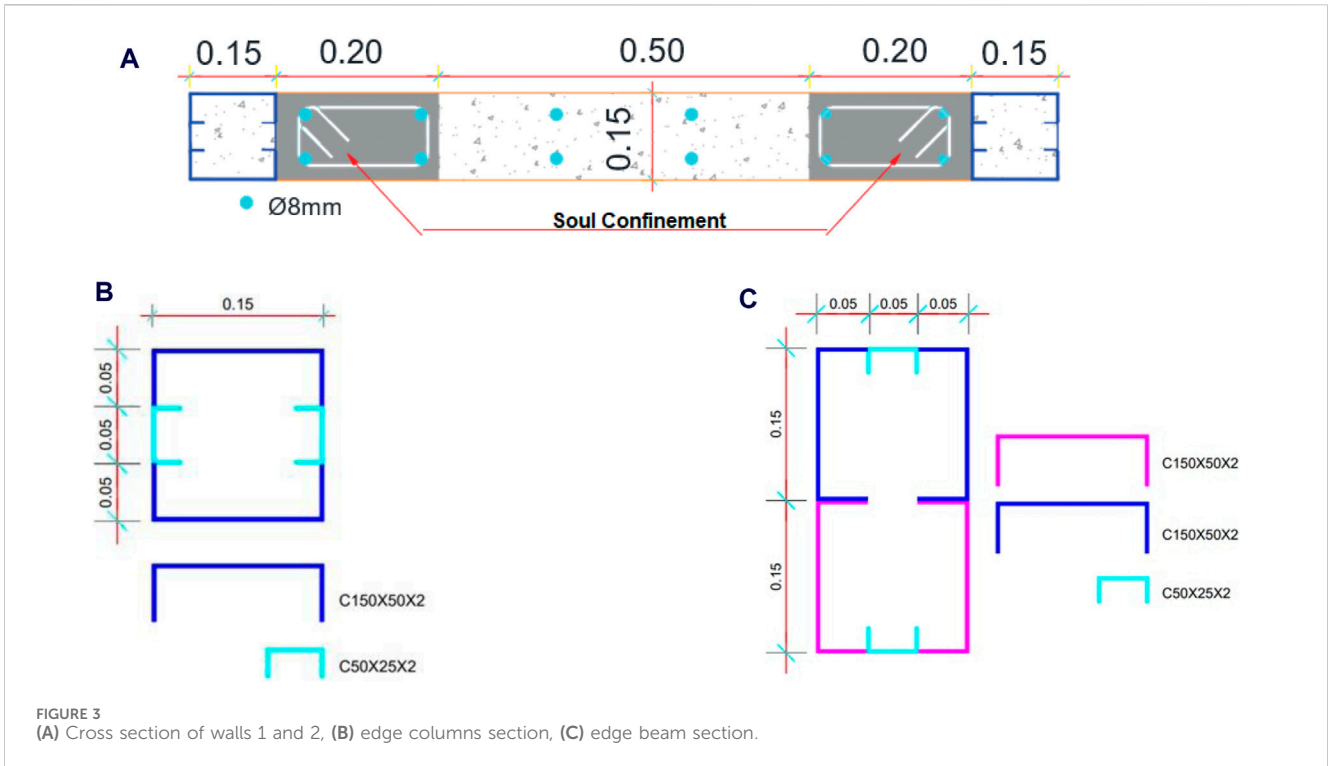 A
0.15 0.20 0.50 0.20 0.15
0.15
Ø8mm
Soul Confinement
B
0.15
0.05
0.05
0.05
C150X50X2
C50X25X2
C
0.05 0.05 0.05
0.15
0.15
C150X50X2
C150X50X2
C50X25X2
FIGURE 3
(A) Cross section of walls 1 and 2, (B) edge columns section, (C) edge beam section.